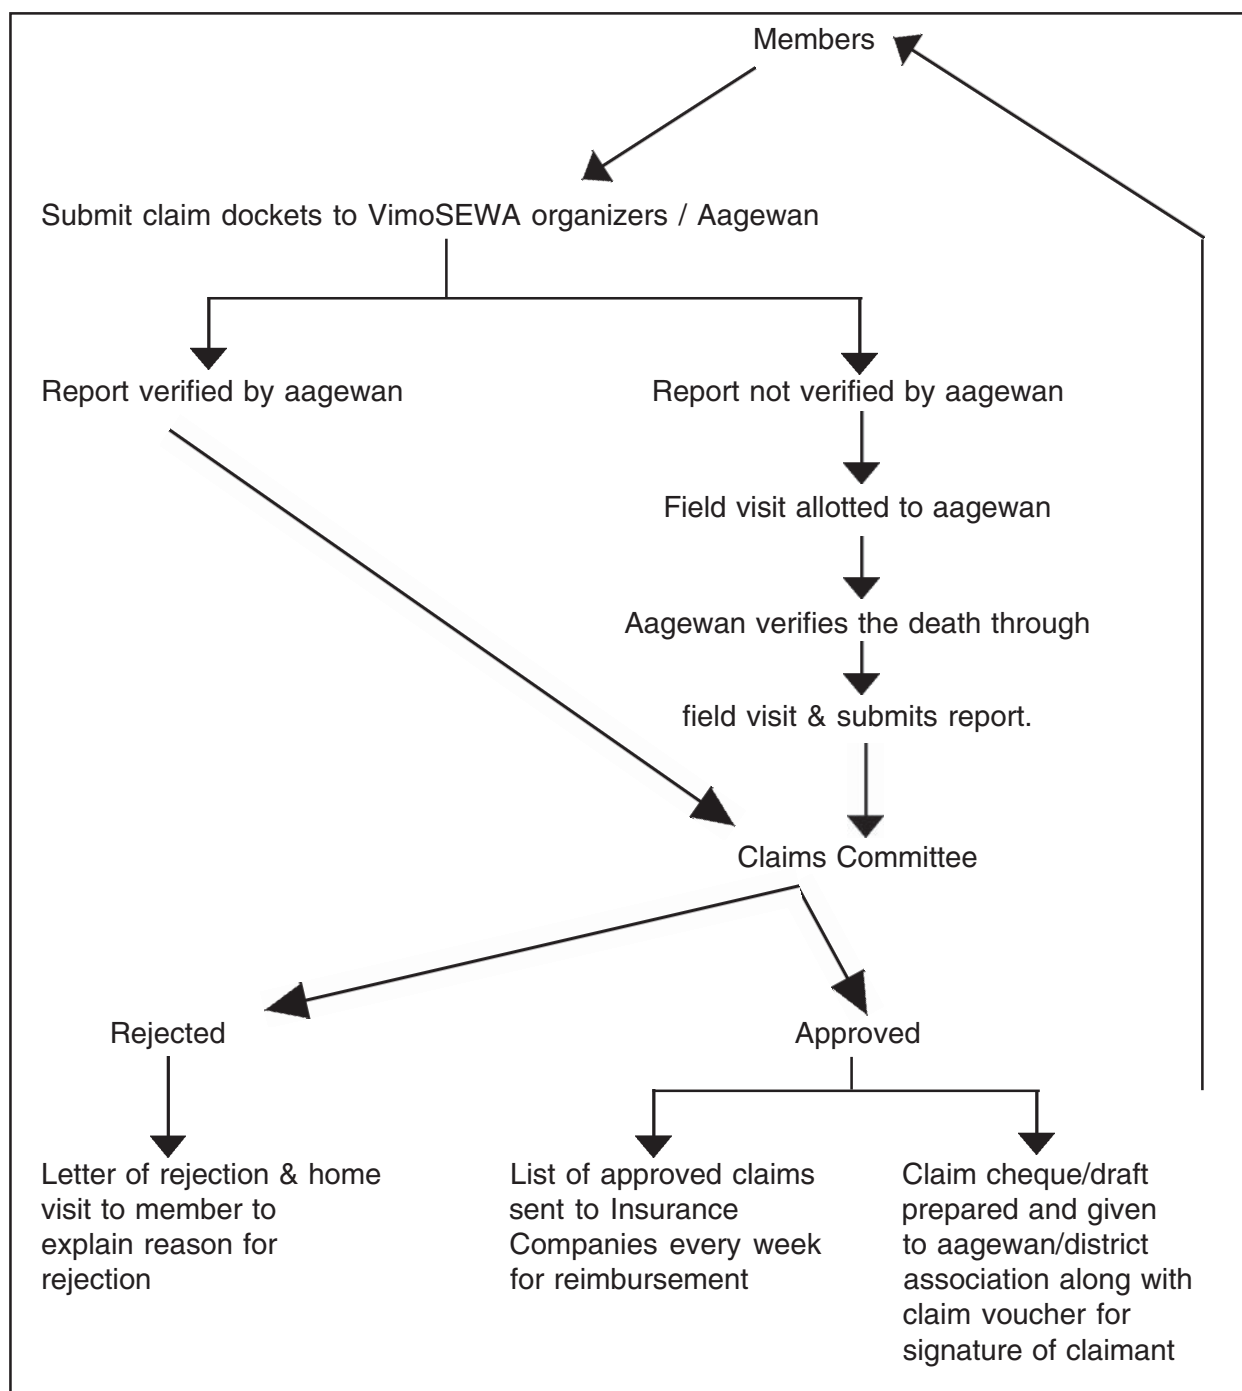 Members
Submit claim dockets to VimoSEWA organizers / Aagewan
Report verified by aagewan
Report not verified by aagewan
Field visit allotted to aagewan
Aagewan verifies the death through
field visit & submits report.
Claims Committee
Rejected
Approved
Letter of rejection & home
visit to member to
explain reason for
rejection
List of approved claims
sent to Insurance
Companies every week
for reimbursement
Claim cheque/draft
prepared and given
to aagewan/district
association along with
claim voucher for
signature of claimant